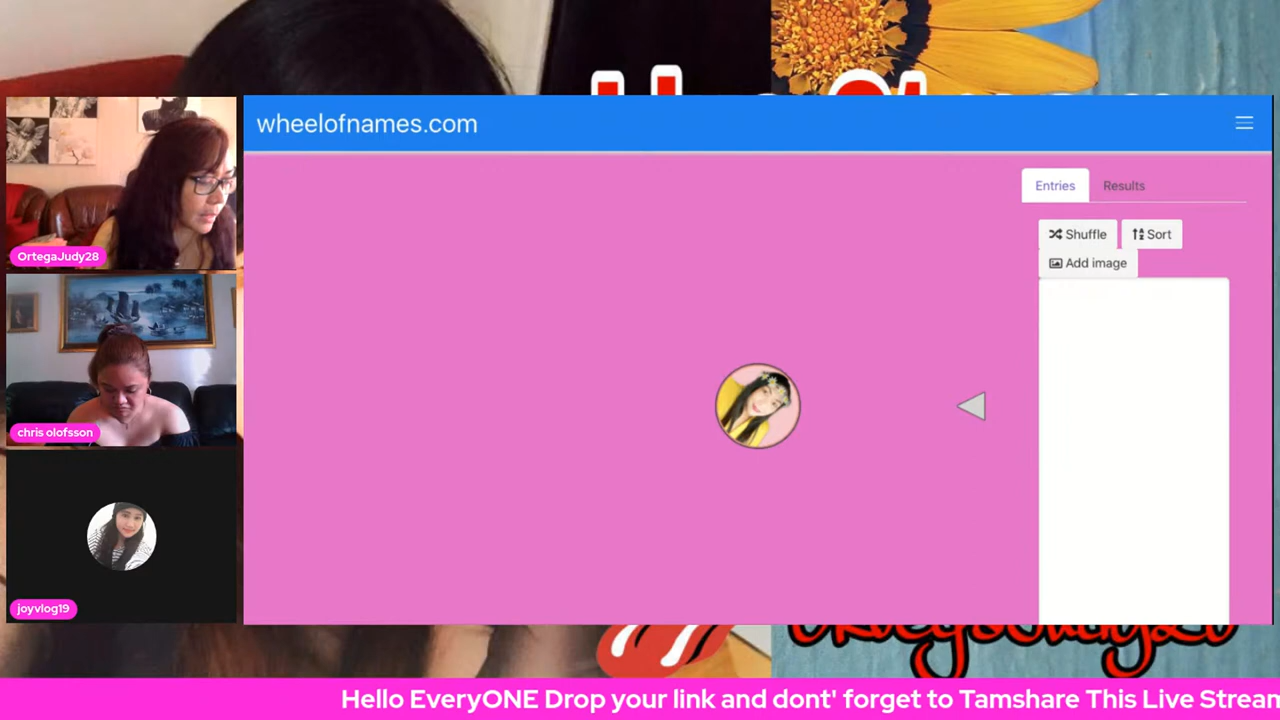 wheelofnames.com
Entries
Results
Shuffle
Sort
Add image
OrtegaJudy28
chris olofsson
joyvlog19
Hello EveryONE Drop your link and dont' forget to Tamshare This Live Stream